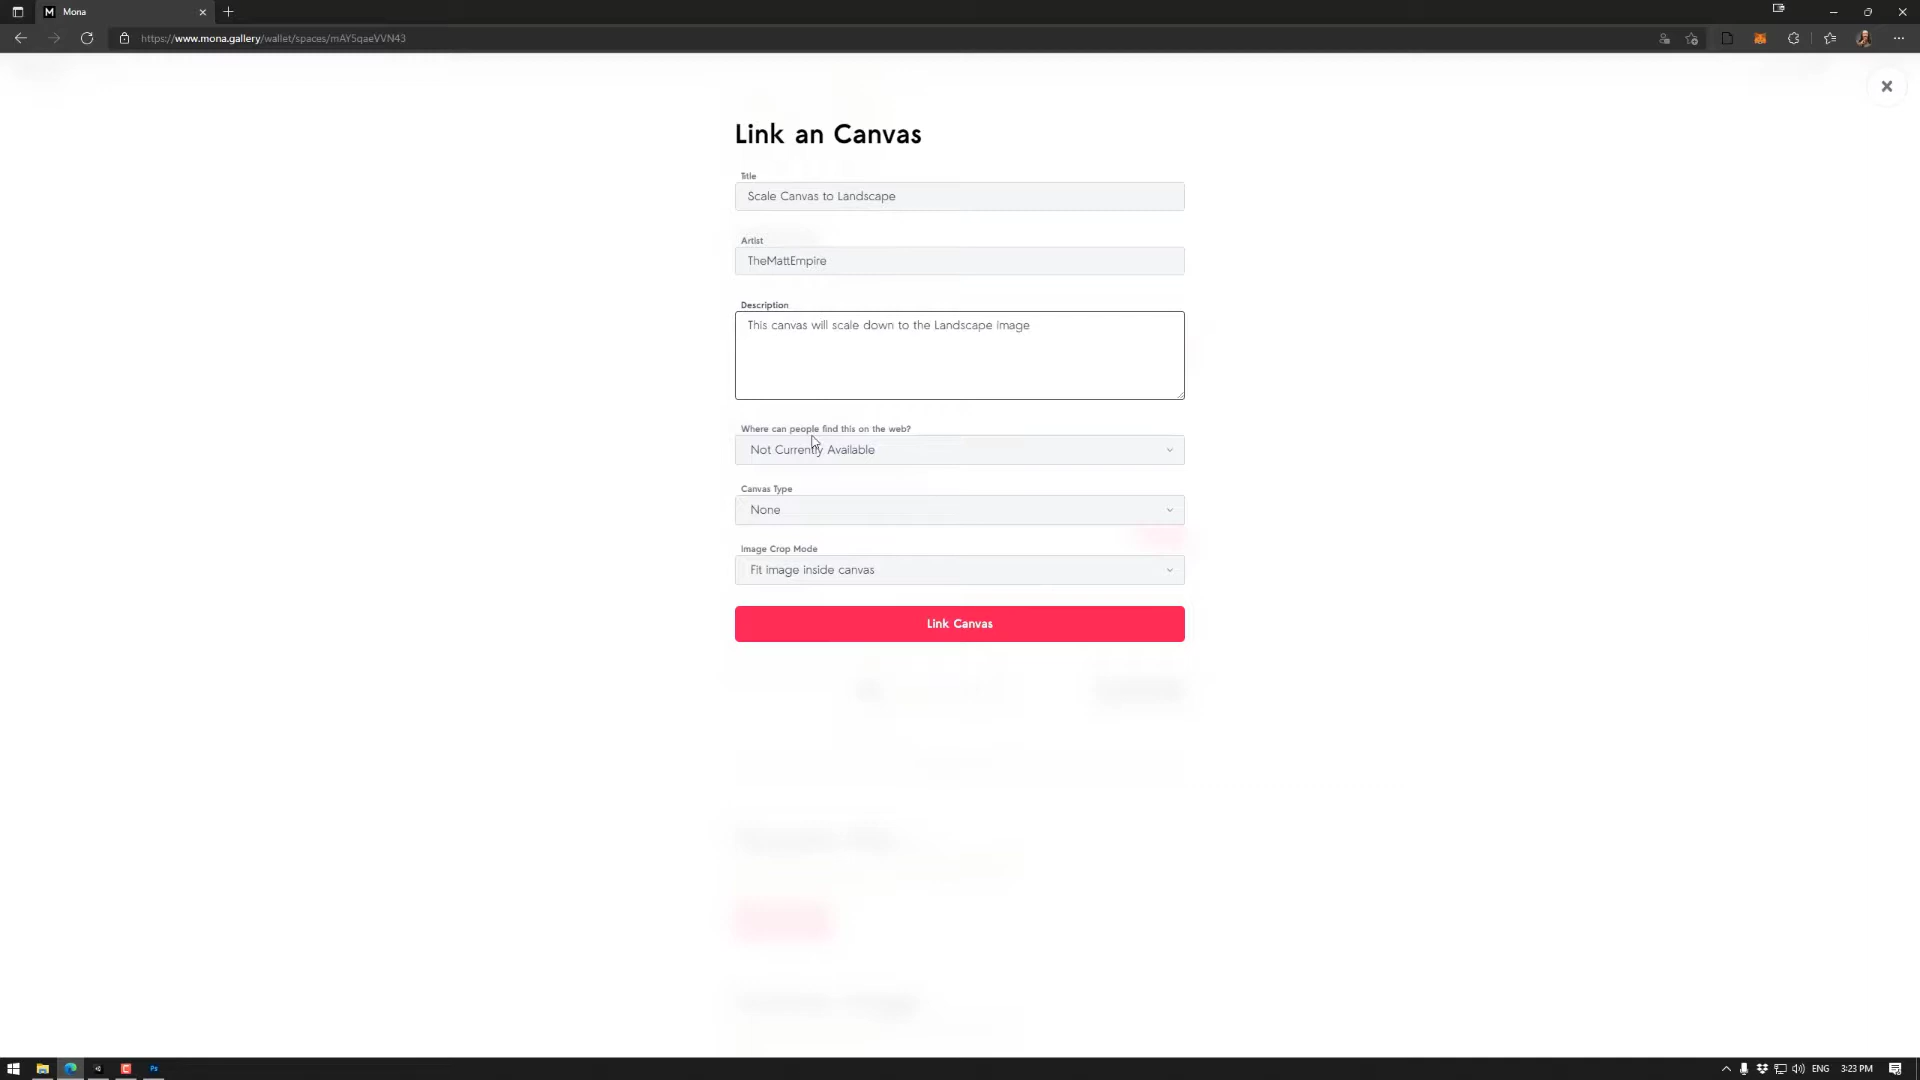 Mona
https://www.mona.gallery/wallet/spaces/mAY5qaeVVN43
Link an Canvas
Title
Scale Canvas to Landscape
Artist
TheMattEmpire
Description
This canvas will scale down to the Landscape Image
Where can people find this on the web?
Not Currently Available
Canvas Type
None
Image Crop Mode
Fit image inside canvas
Link Canvas
ENG
3:23 PM